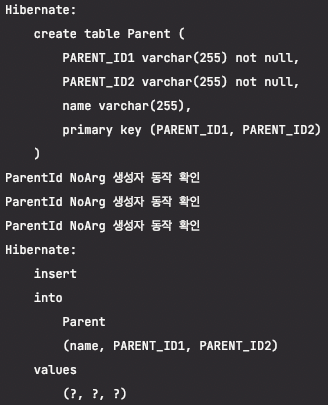 Hibernate:
    create table Parent (
        PARENT_ID1 varchar(255) not null,
        PARENT_ID2 varchar(255) not null,
        name varchar(255),
        primary key (PARENT_ID1, PARENT_ID2)
    )
ParentId NoArg 생성자 동작 확인
ParentId NoArg 생성자 동작 확인
ParentId NoArg 생성자 동작 확인
Hibernate:
    insert
    into
        Parent
        (name, PARENT_ID1, PARENT_ID2)
    values
        (?, ?, ?)